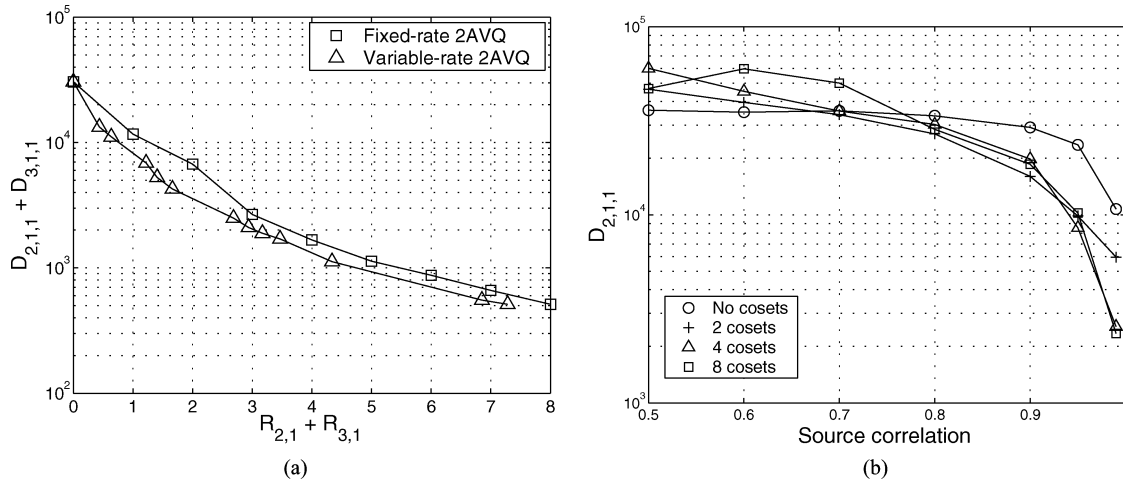 10^5
10^4
10^3
10^2
D_{2,1,1} + D_{3,1,1}
Fixed-rate 2AVQ
Variable-rate 2AVQ
0 1 2 3 4 5 6 7 8
R_{2,1} + R_{3,1}
(a)
10^5
10^4
10^3
D_{2,1,1}
No cosets
2 cosets
4 cosets
8 cosets
0.5 0.6 0.7 0.8 0.9
Source correlation
(b)